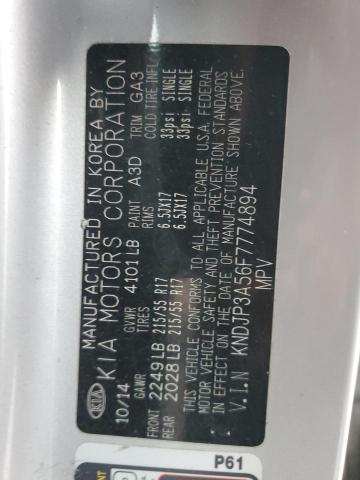 MANUFACTURED IN KOREA BY
KIA KIA MOTORS CORPORATION
10/14 GVWR 4101LB PAINT A3D TRIM GA3
GAWR TIRES RIMS COLD TIRE INFL.
FRONT 2249LB 215/55 R17 6.5JX17 33psi SINGLE
REAR 2028LB 215/55 R17 6.5JX17 33psi SINGLE
THIS VEHICLE CONFORMS TO ALL APPLICABLE U.S.A. FEDERAL
MOTOR VEHICLE SAFETY AND THEFT PREVENTION STANDARDS
IN EFFECT ON THE DATE OF MANUFACTURE SHOWN ABOVE.
V.I.N KNDJP3A56F7774894
MPV
P61